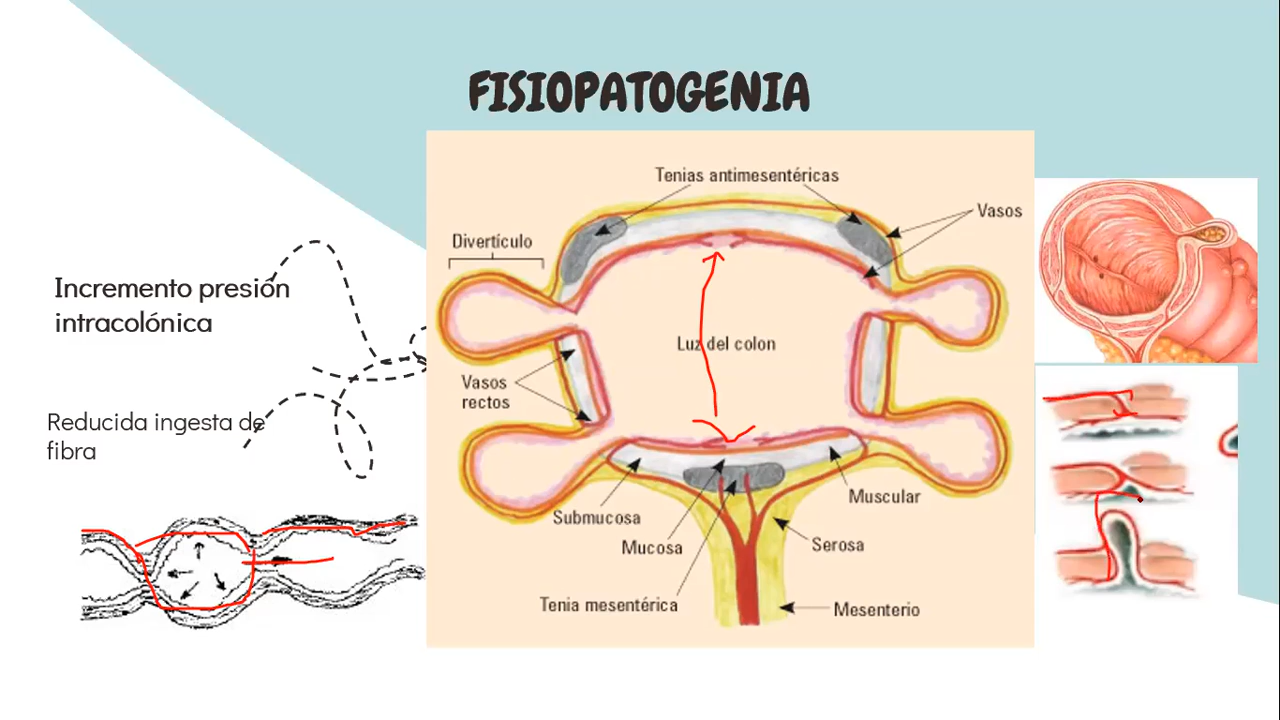 FISIOPATOGENIA
Incremento presión
intracolónica
Reducida ingesta de
fibra
Tenias antimesentéricas
Vasos
Divertículo
Luz del colon
Vasos
rectos
Muscular
Submucosa
Mucosa
Serosa
Tenia mesentérica
Mesenterio